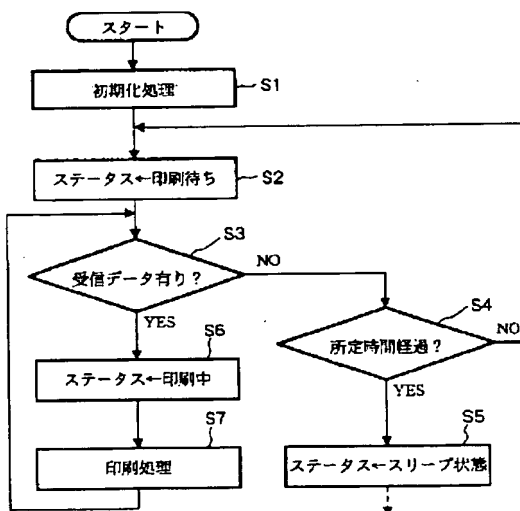 スタート
初期化処理
S1
ステータス←印刷待ち
S2
受信データ有り？
S3
NO
YES
所定時間経過？
S4
NO
YES
ステータス←印刷中
S6
ステータス←スリープ状態
S5
印刷処理
S7